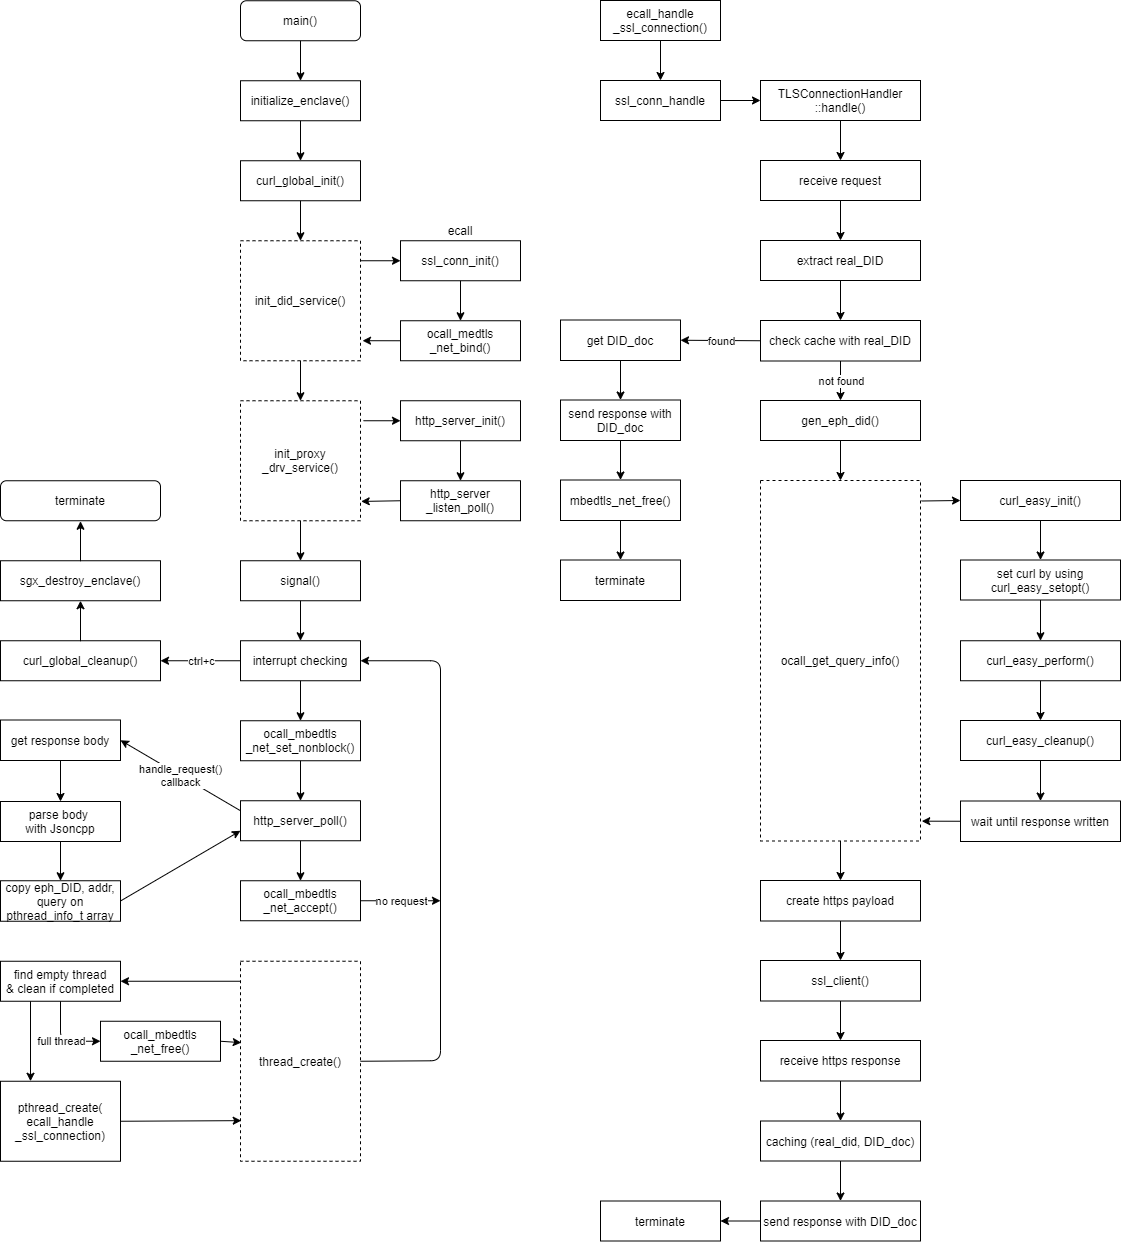 main()
initialize_enclave()
curl_global_init()
init_did_service()
ecall
ssl_conn_init()
ocall_medtls
_net_bind()
init_proxy
_drv_service()
http_server_init()
http_server
_listen_poll()
signal()
interrupt checking
ctrl+c
curl_global_cleanup()
sgx_destroy_enclave()
terminate
ocall_mbedtls
_net_set_nonblock()
http_server_poll()
handle_request()
callback
get response body
parse body
with Jsoncpp
copy eph_DID, addr,
query on
pthread_info_t array
ocall_mbedtls
_net_accept()
no request
thread_create()
find empty thread
& clean if completed
full thread
ocall_mbedtls
_net_free()
pthread_create(
ecall_handle
_ssl_connection)
ecall_handle
_ssl_connection()
ssl_conn_handle
TLSConnectionHandler
::handle()
receive request
extract real_DID
check cache with real_DID
found
get DID_doc
send response with
DID_doc
mbedtls_net_free()
terminate
not found
gen_eph_did()
ocall_get_query_info()
curl_easy_init()
set curl by using
curl_easy_setopt()
curl_easy_perform()
curl_easy_cleanup()
wait until response written
create https payload
ssl_client()
receive https response
caching (real_did, DID_doc)
send response with DID_doc
terminate